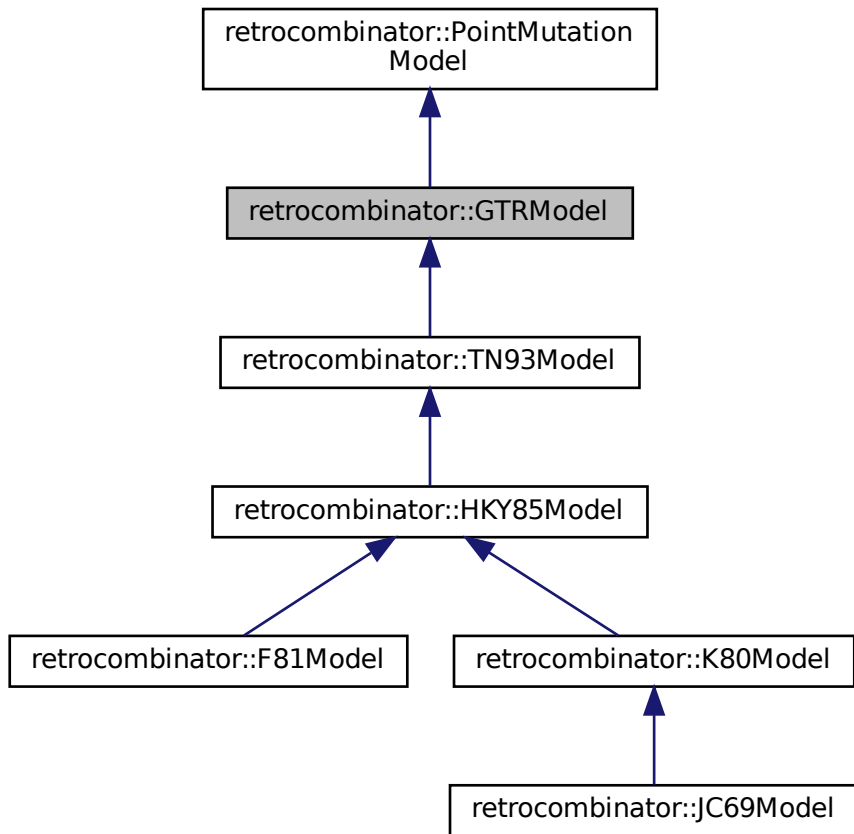 retrocombinator::PointMutation
Model
retrocombinator::GTRModel
retrocombinator::TN93Model
retrocombinator::HKY85Model
retrocombinator::F81Model
retrocombinator::K80Model
retrocombinator::JC69Model